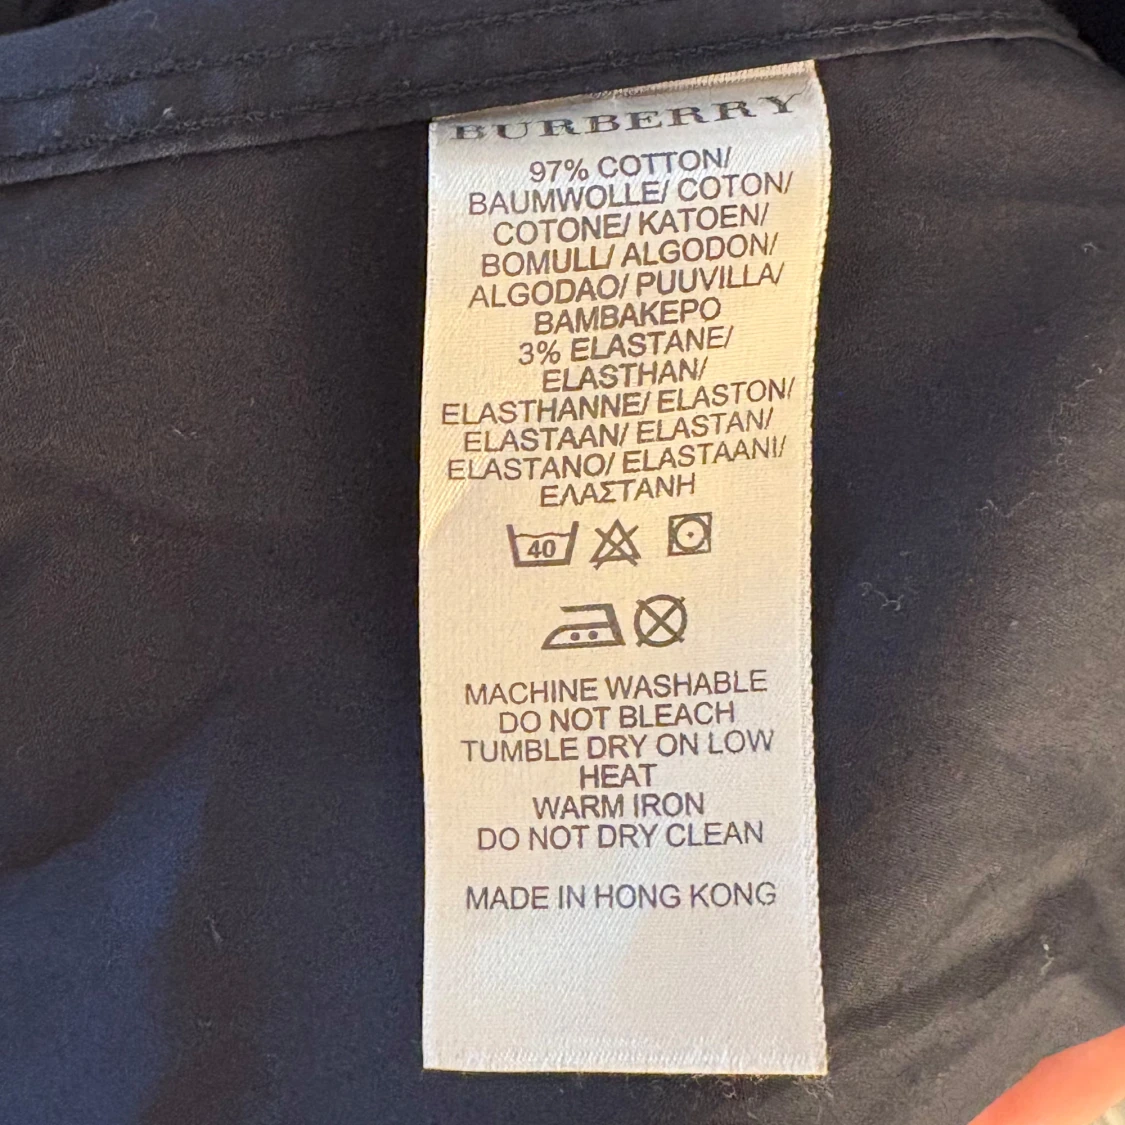 BURBERRY
97% COTTON/
BAUMWOLLE/ COTON/
COTONE/ KATOEN/
BOMULL/ ALGODON/
ALGODAO/ PUUVILLA/
BAMBAKEPO
3% ELASTANE/
ELASTHAN/
ELASTHANNE/ ELASTON/
ELASTAAN/ ELASTAN/
ELASTANO/ ELASTAANI/
ΕΛΑΣΤΑΝΗ
40
MACHINE WASHABLE
DO NOT BLEACH
TUMBLE DRY ON LOW
HEAT
WARM IRON
DO NOT DRY CLEAN
MADE IN HONG KONG